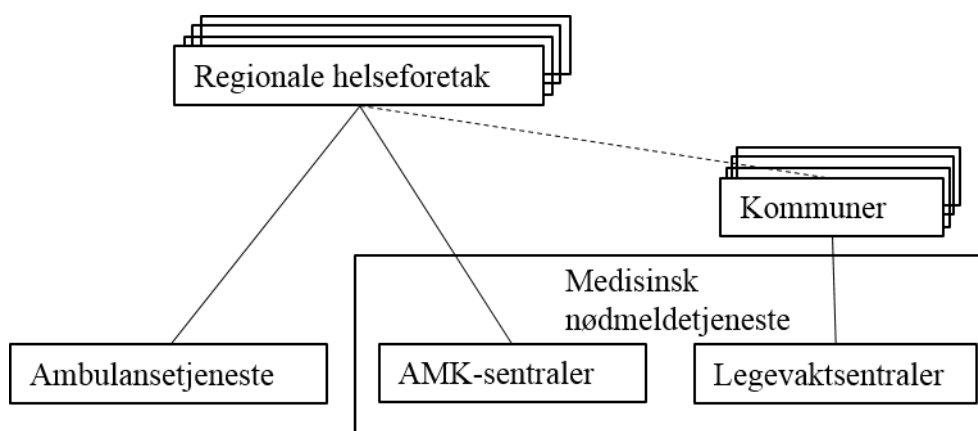 Regionale helseforetak
Kommuner
Medisinsk
nødmeldetjeneste
Ambulansetjeneste
AMK-sentraler
Legevaktsentraler